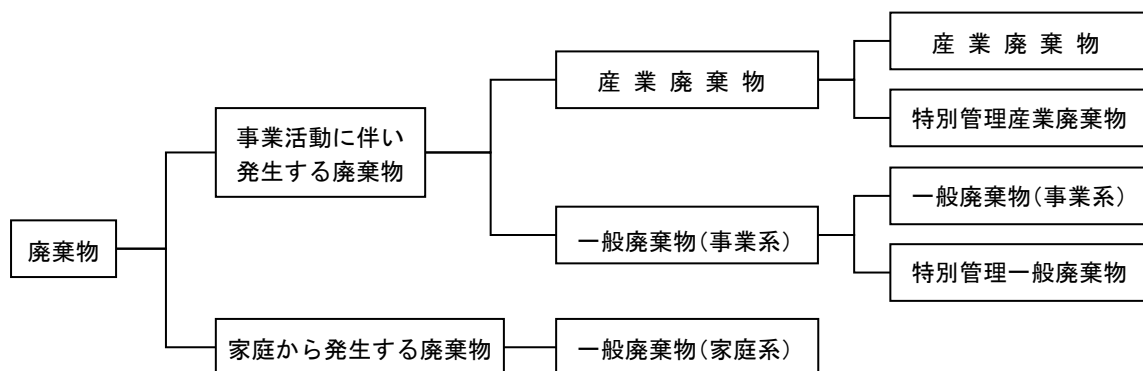 産業廃棄物
産業廃棄物
特別管理産業廃棄物
事業活動に伴い
発生する廃棄物
一般廃棄物(事業系)
一般廃棄物(事業系)
廃棄物
特別管理一般廃棄物
家庭から発生する廃棄物
一般廃棄物(家庭系)